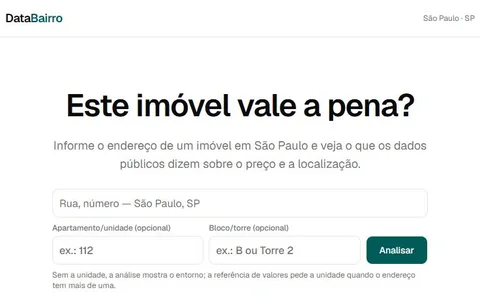 DataBairro
São Paulo · SP
Este imóvel vale a pena?
Informe o endereço de um imóvel em São Paulo e veja o que os dados
públicos dizem sobre o preço e a localização.
Rua, número — São Paulo, SP
Apartamento/unidade (opcional)
Bloco/torre (opcional)
ex.: 112
ex.: B ou Torre 2
Analisar
Sem a unidade, a análise mostra o entorno; a referência de valores pede a unidade quando o endereço
tem mais de uma.